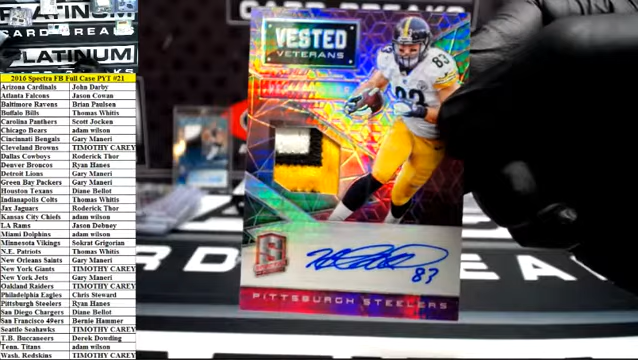 PLATINUM
CARD BREAKS
PLATINUM
2016 Spectra FB Full Case PYT #21
Arizona Cardinals John Darby
Atlanta Falcons Jason Cowan
Baltimore Ravens Brian Paulsen
Buffalo Bills Thomas Whitis
Carolina Panthers Scott Jocken
Chicago Bears adam wilson
Cincinnati Bengals Gary Maneri
Cleveland Browns TIMOTHY CAREY
Dallas Cowboys Roderick Thor
Denver Broncos Ryan Hanes
Detroit Lions Gary Maneri
Green Bay Packers Gary Maneri
Houston Texans Diane Bellot
Indianapolis Colts Thomas Whitis
Jax Jaguars Roderick Thor
Kansas City Chiefs adam wilson
LA Rams Jason Debney
Miami Dolphins adam wilson
Minnesota Vikings Sokrat Grigorian
N.E. Patriots Thomas Whitis
New Orleans Saints Gary Maneri
New York Giants TIMOTHY CAREY
New York Jets Gary Maneri
Oakland Raiders TIMOTHY CAREY
Philadelphia Eagles Chris Steward
Pittsburgh Steelers Ryan Hanes
San Diego Chargers Diane Bellot
San Francisco 49ers Bernie Hammer
Seattle Seahawks TIMOTHY CAREY
T.B. Buccaneers Derek Dowding
Tenn. Titans adam wilson
Wash. Redskins TIMOTHY CAREY
VESTED
VETERANS
83
83
PITTSBURGH STEELERS